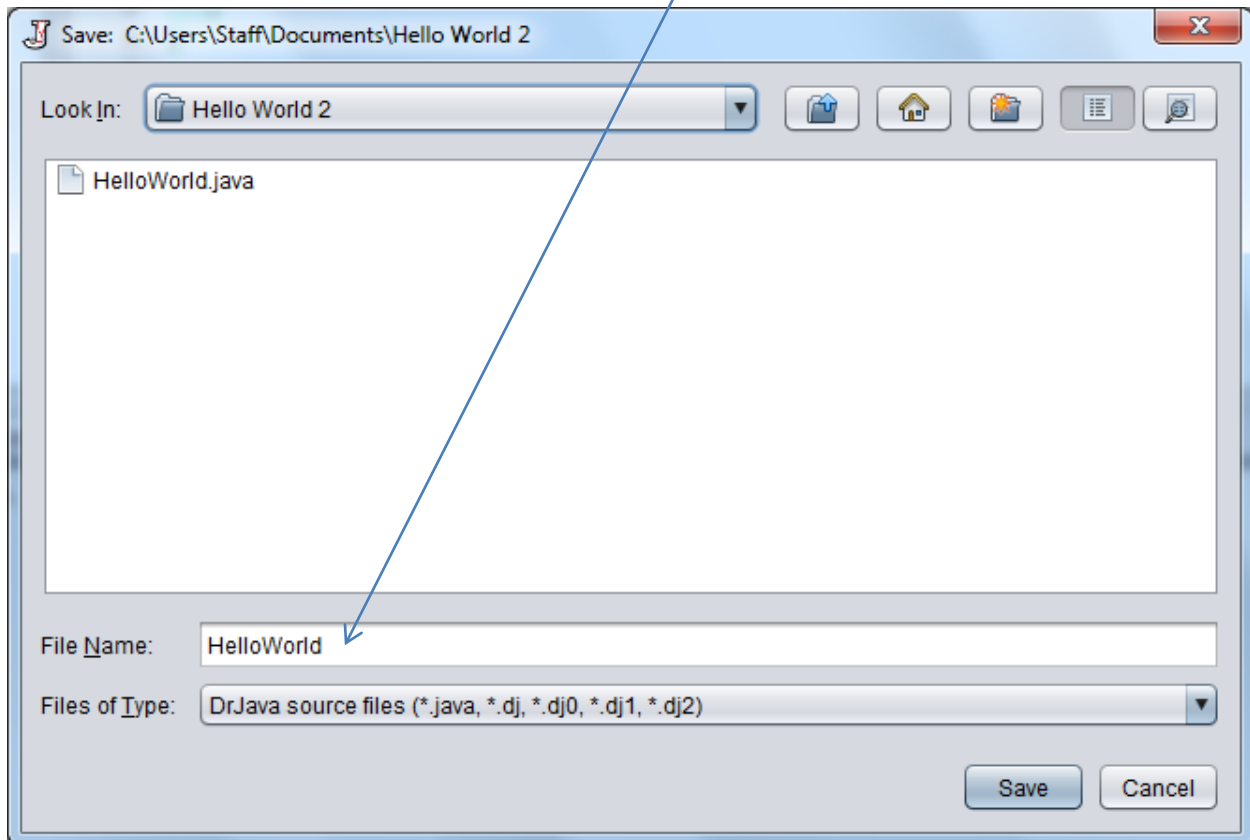 Save: C:\Users\Staff\Documents\Hello World 2
Look In: Hello World 2
HelloWorld.java
File Name: HelloWorld
Files of Type: DrJava source files (*.java, *.dj, *.dj0, *.dj1, *.dj2)
Save Cancel